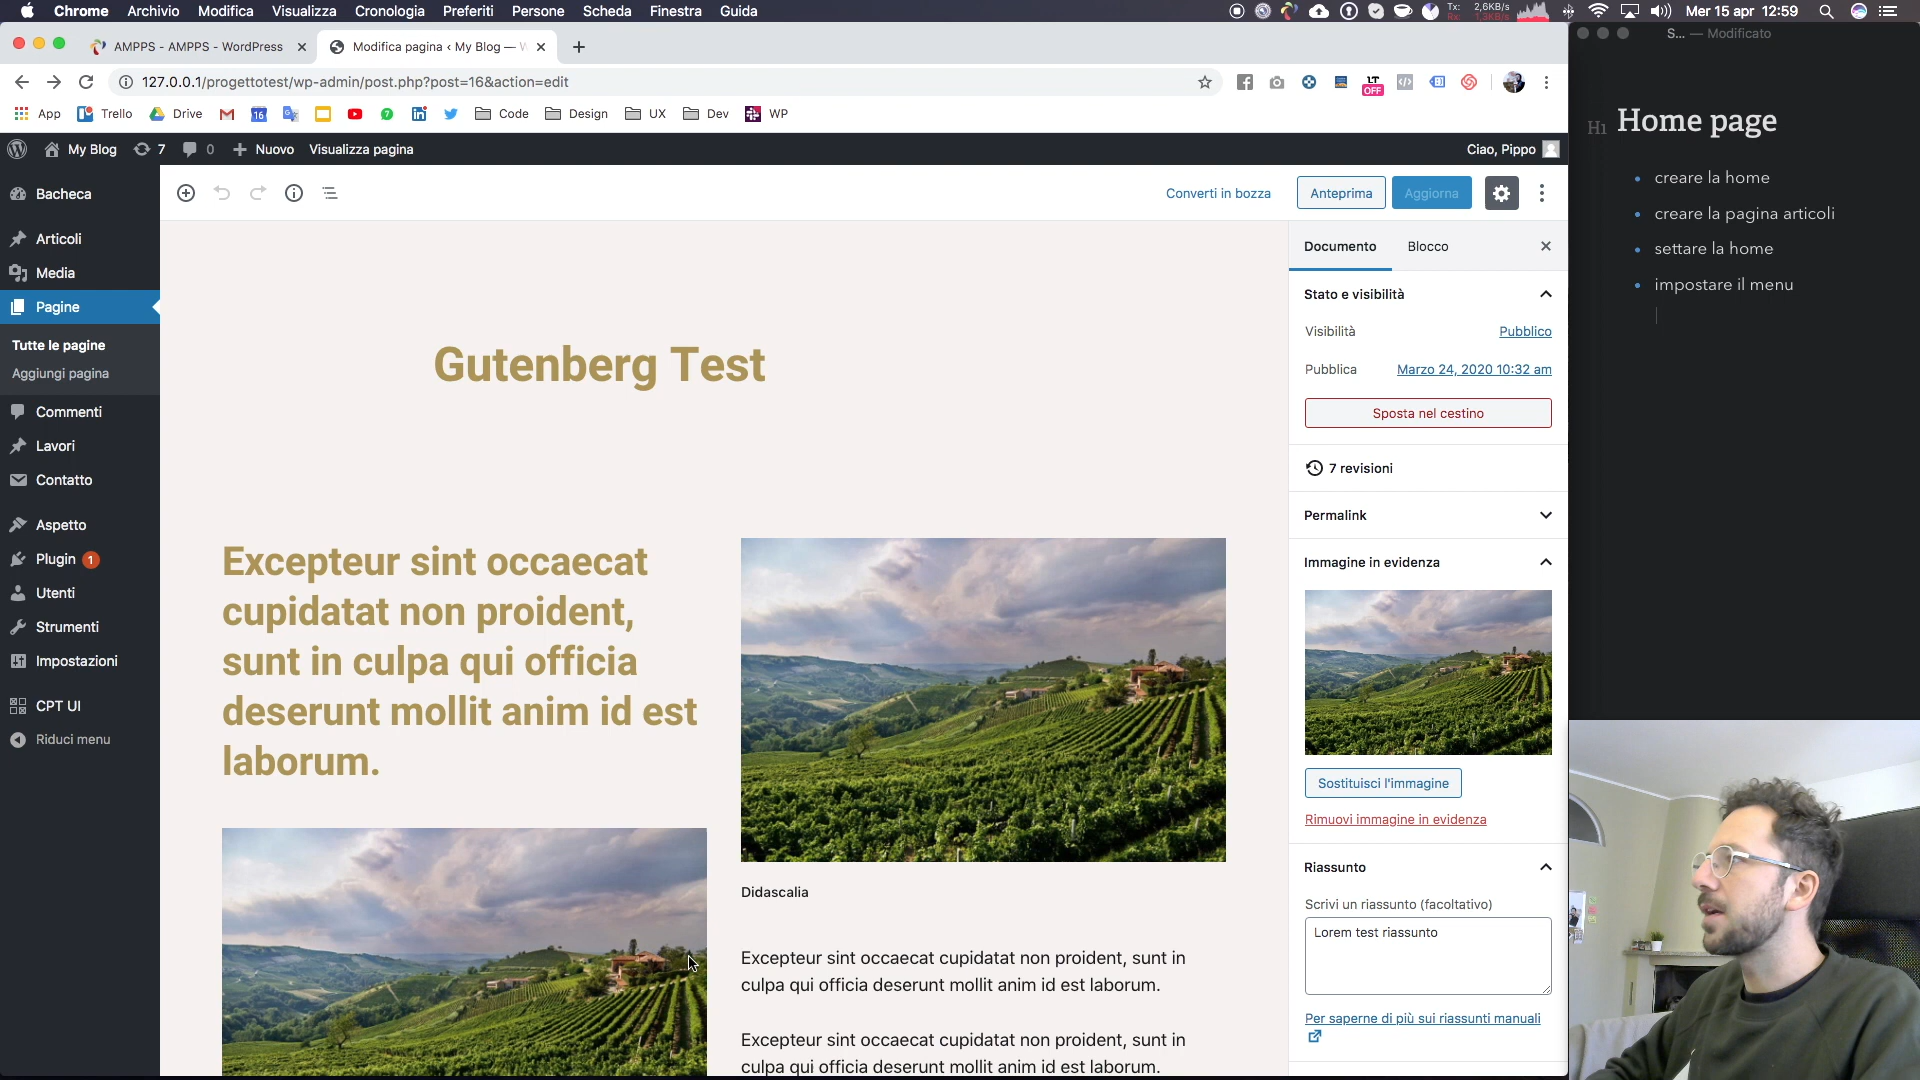 Chrome Archivio Modifica Visualizza Cronologia Preferiti Persone Scheda Finestra Guida
Tx: 2,6KB/s
Rx: 1,3KB/s
Mer 15 apr 12:59
AMPPS - AMPPS - WordPress
Modifica pagina ‹ My Blog — W
S... — Modificato
127.0.0.1/progettotest/wp-admin/post.php?post=16&action=edit
LT
OFF
App Trello Drive 16 7 Code Design UX Dev WP
My Blog 7 0 Nuovo Visualizza pagina
Ciao, Pippo
Bacheca
Articoli
Media
Pagine
Tutte le pagine
Aggiungi pagina
Commenti
Lavori
Contatto
Aspetto
Plugin 1
Utenti
Strumenti
Impostazioni
CPT UI
Riduci menu
Converti in bozza
Anteprima
Aggiorna
Gutenberg Test
Excepteur sint occaecat
cupidatat non proident,
sunt in culpa qui officia
deserunt mollit anim id est
laborum.
Didascalia
Excepteur sint occaecat cupidatat non proident, sunt in
culpa qui officia deserunt mollit anim id est laborum.
Excepteur sint occaecat cupidatat non proident, sunt in
culpa qui officia deserunt mollit anim id est laborum.
Documento Blocco
Stato e visibilità
Visibilità Pubblico
Pubblica Marzo 24, 2020 10:32 am
Sposta nel cestino
7 revisioni
Permalink
Immagine in evidenza
Sostituisci l'immagine
Rimuovi immagine in evidenza
Riassunto
Scrivi un riassunto (facoltativo)
Lorem test riassunto
Per saperne di più sui riassunti manuali
H1 Home page
creare la home
creare la pagina articoli
settare la home
impostare il menu